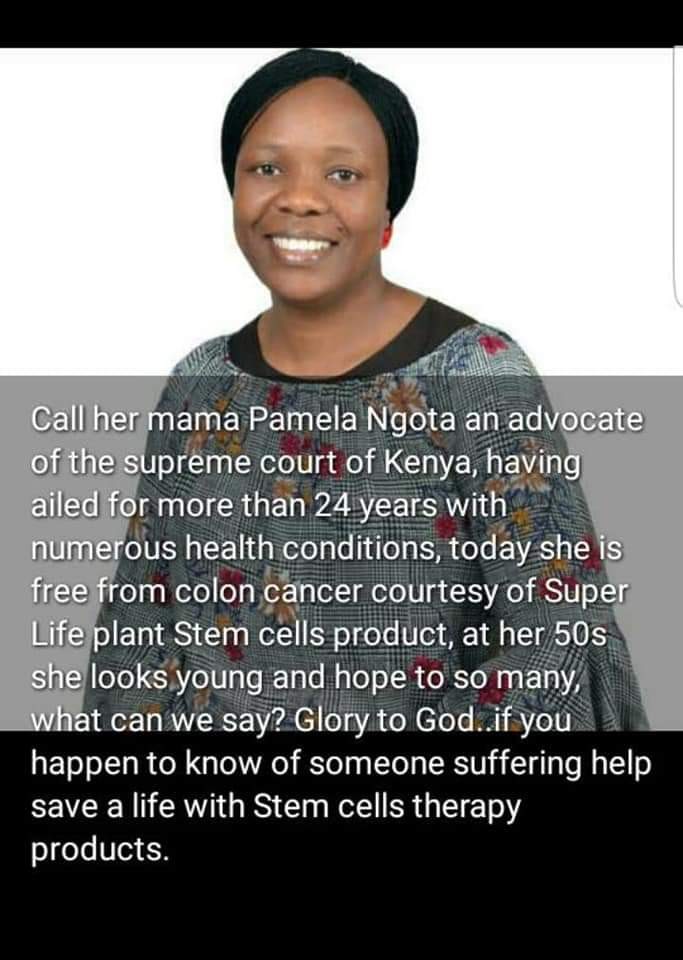 Call her mama Pamela Ngota an advocate
of the supreme court of Kenya, having
ailed for more than 24 years with
numerous health conditions, today she is
free from colon cancer courtesy of Super
Life plant Stem cells product, at her 50s
she looks young and hope to so many,
what can we say? Glory to God..if you
happen to know of someone suffering help
save a life with Stem cells therapy
products.